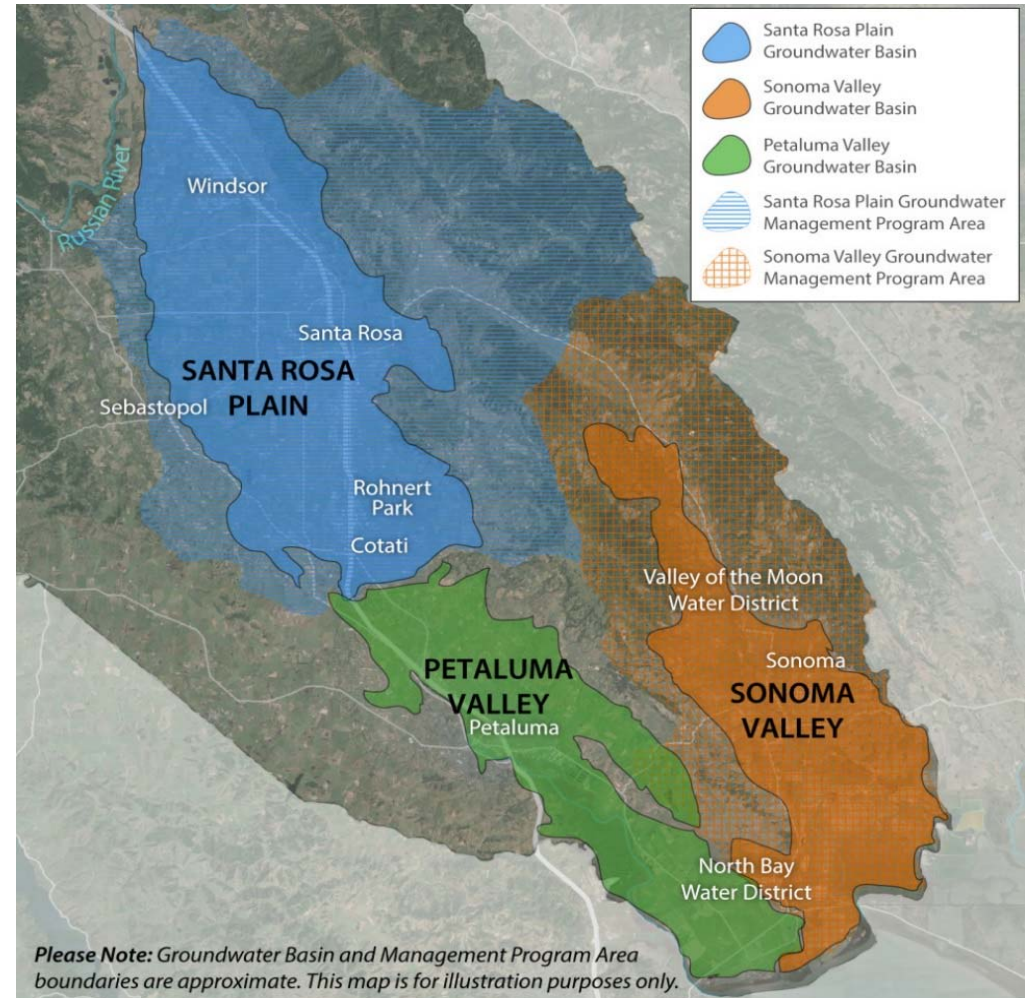 Santa Rosa Plain
Groundwater Basin
Sonoma Valley
Groundwater Basin
Petaluma Valley
Groundwater Basin
Santa Rosa Plain Groundwater
Management Program Area
Sonoma Valley Groundwater
Management Program Area
Russian River
Windsor
Santa Rosa
SANTA ROSA
PLAIN
Sebastopol
Rohnert
Park
Cotati
Valley of the Moon
Water District
PETALUMA
VALLEY
Petaluma
Sonoma
SONOMA
VALLEY
North Bay
Water District
Please Note: Groundwater Basin and Management Program Area
boundaries are approximate. This map is for illustration purposes only.